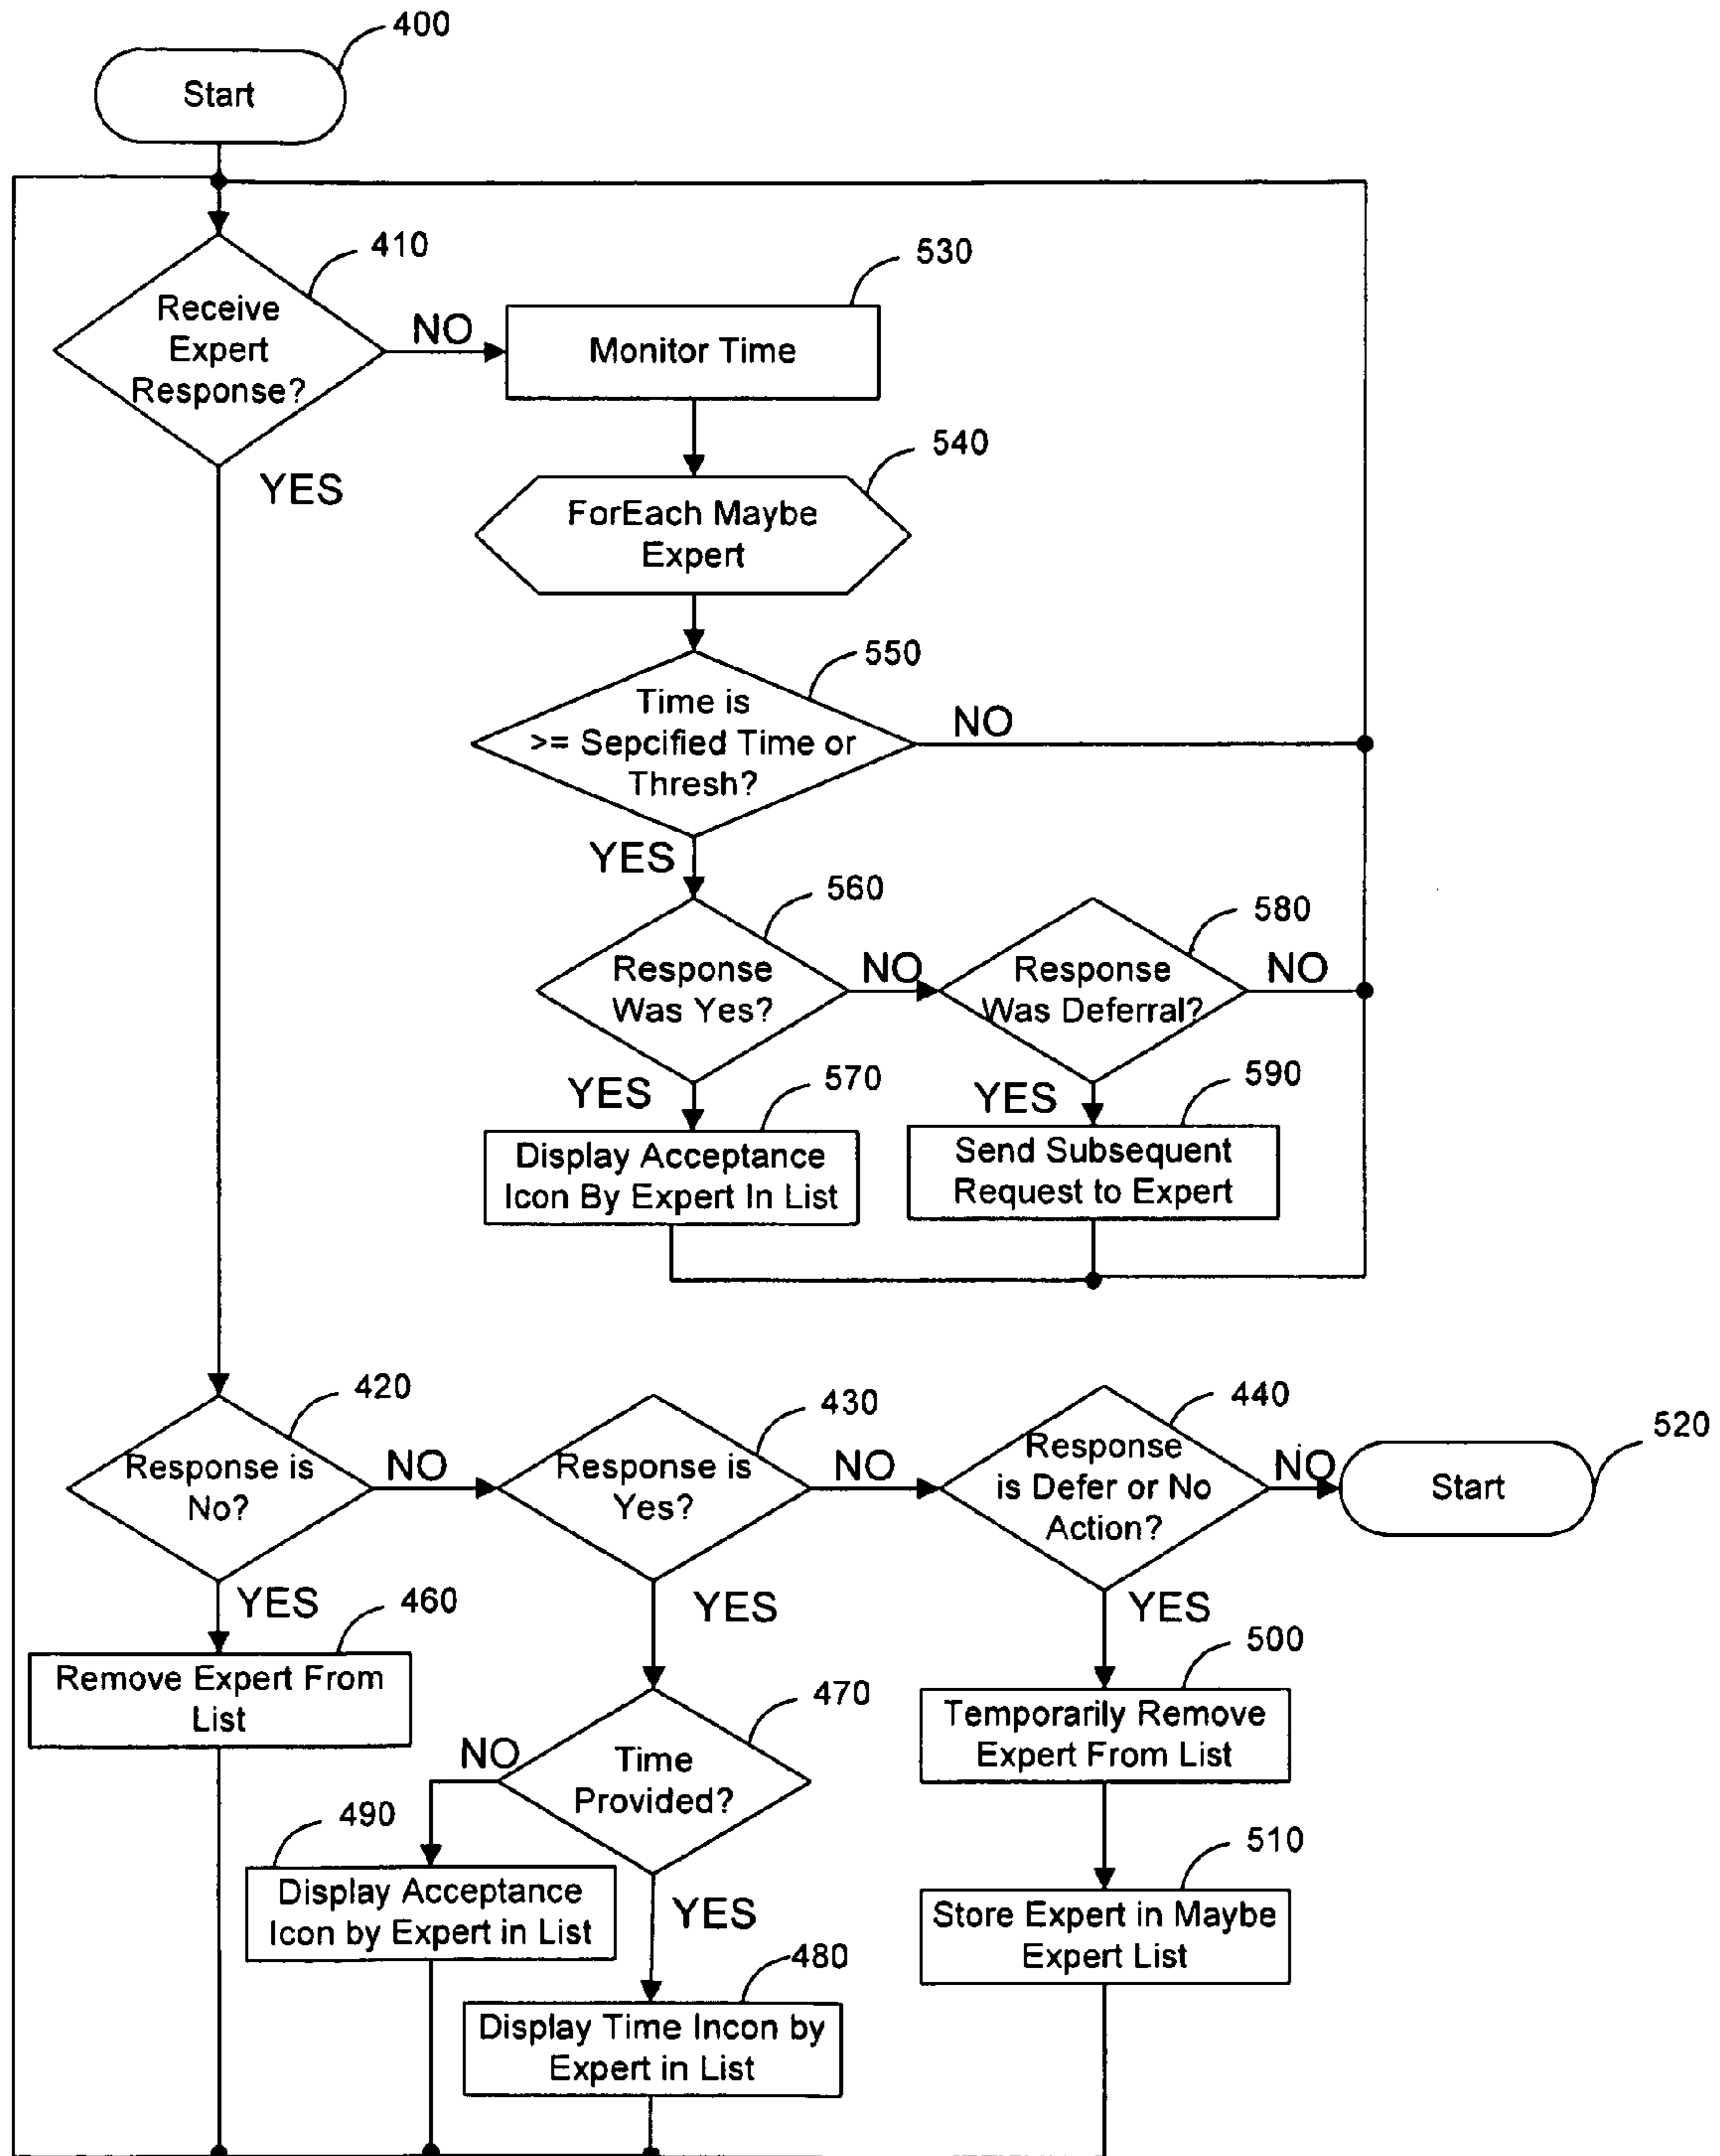 400
Start
410
Receive
Expert
Response?
NO
YES
530
Monitor Time
540
ForEach Maybe
Expert
550
Time is
>= Sepcified Time or
Thresh?
NO
YES
560
Response
Was Yes?
NO
580
Response
Was Deferral?
NO
YES
570
Display Acceptance
Icon By Expert In List
YES
590
Send Subsequent
Request to Expert
420
Response is
No?
NO
430
Response is
Yes?
NO
440
Response
is Defer or No
Action?
NO
520
Start
YES
460
Remove Expert From
List
YES
470
Time
Provided?
NO
490
Display Acceptance
Icon by Expert in List
YES
480
Display Time Incon by
Expert in List
YES
500
Temporarily Remove
Expert From List
510
Store Expert in Maybe
Expert List